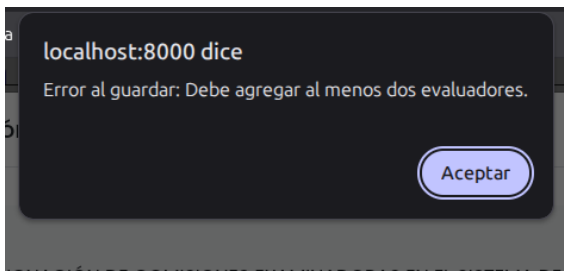 a
localhost:8000 dice
Error al guardar: Debe agregar al menos dos evaluadores.
ó
Aceptar